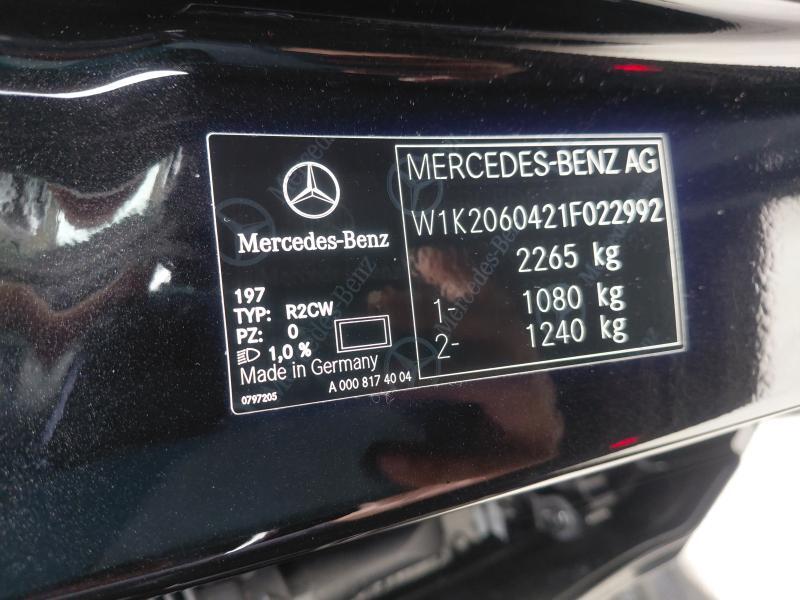 Mercedes-Benz
197
TYP: R2CW
PZ: 0
1,0 %
Made in Germany
0797205
A 000 817 40 04
MERCEDES-BENZ AG
W1K2060421F022992
2265 kg
1- 1080 kg
2- 1240 kg